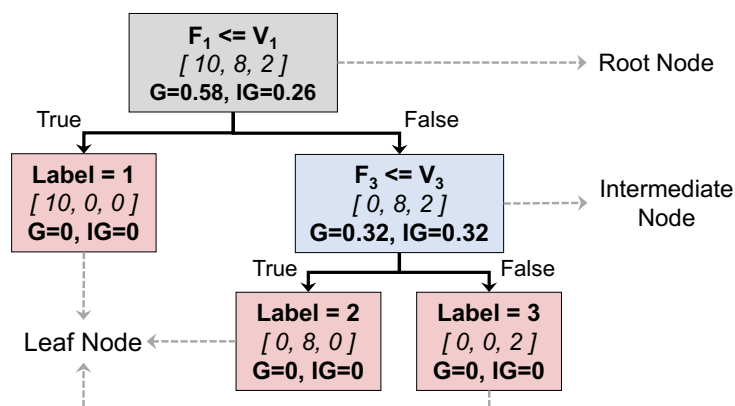 F₁ <= V₁
[ 10, 8, 2 ]
G=0.58, IG=0.26
Root Node
True
False
Label = 1
[ 10, 0, 0 ]
G=0, IG=0
F₃ <= V₃
[ 0, 8, 2 ]
G=0.32, IG=0.32
Intermediate
Node
True
False
Label = 2
[ 0, 8, 0 ]
G=0, IG=0
Label = 3
[ 0, 0, 2 ]
G=0, IG=0
Leaf Node